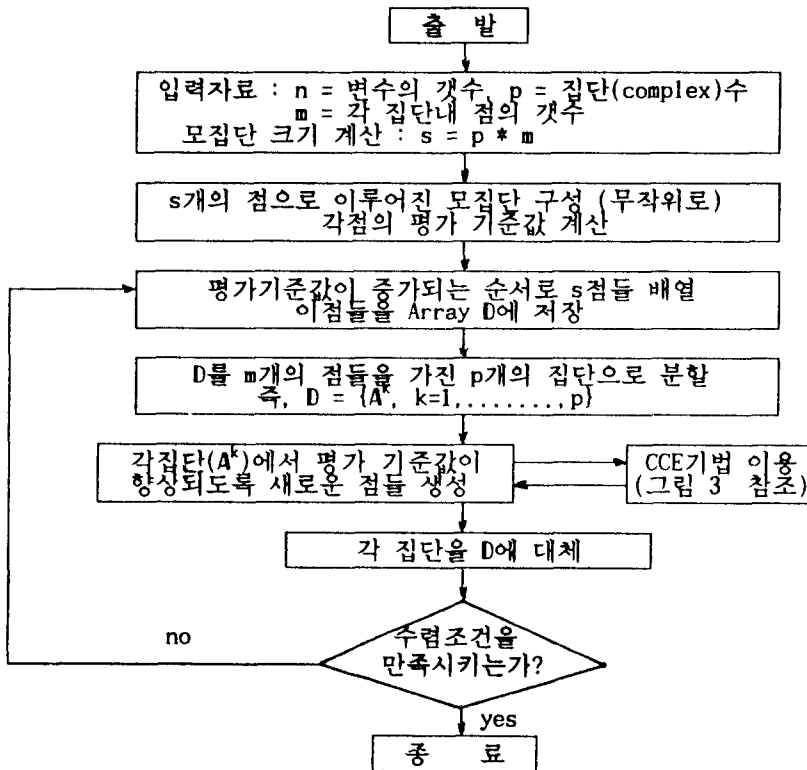 출 발
입력자료 : n = 변수의 갯수, p = 집단(complex)수
m = 각 집단내 점의 갯수
모집단 크기 계산 : s = p * m
s개의 점으로 이루어진 모집단 구성 (무작위로)
각점의 평가 기준값 계산
평가기준값이 증가되는 순서로 s점들 배열
이점들을 Array D에 저장
D를 m개의 점들을 가진 p개의 집단으로 분할
즉, D = {Aᵏ, k=1,........,p}
각집단(Aᵏ)에서 평가 기준값이
향상되도록 새로운 점들 생성
CCE기법 이용
(그림 3 참조)
각 집단을 D에 대체
수렴조건을
만족시키는가?
no
yes
종 료